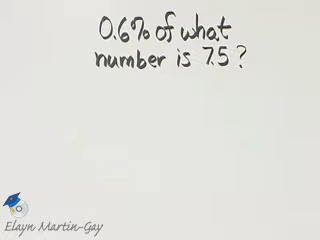 0.6% of what
number is 7.5?
Elayn Martin-Gay